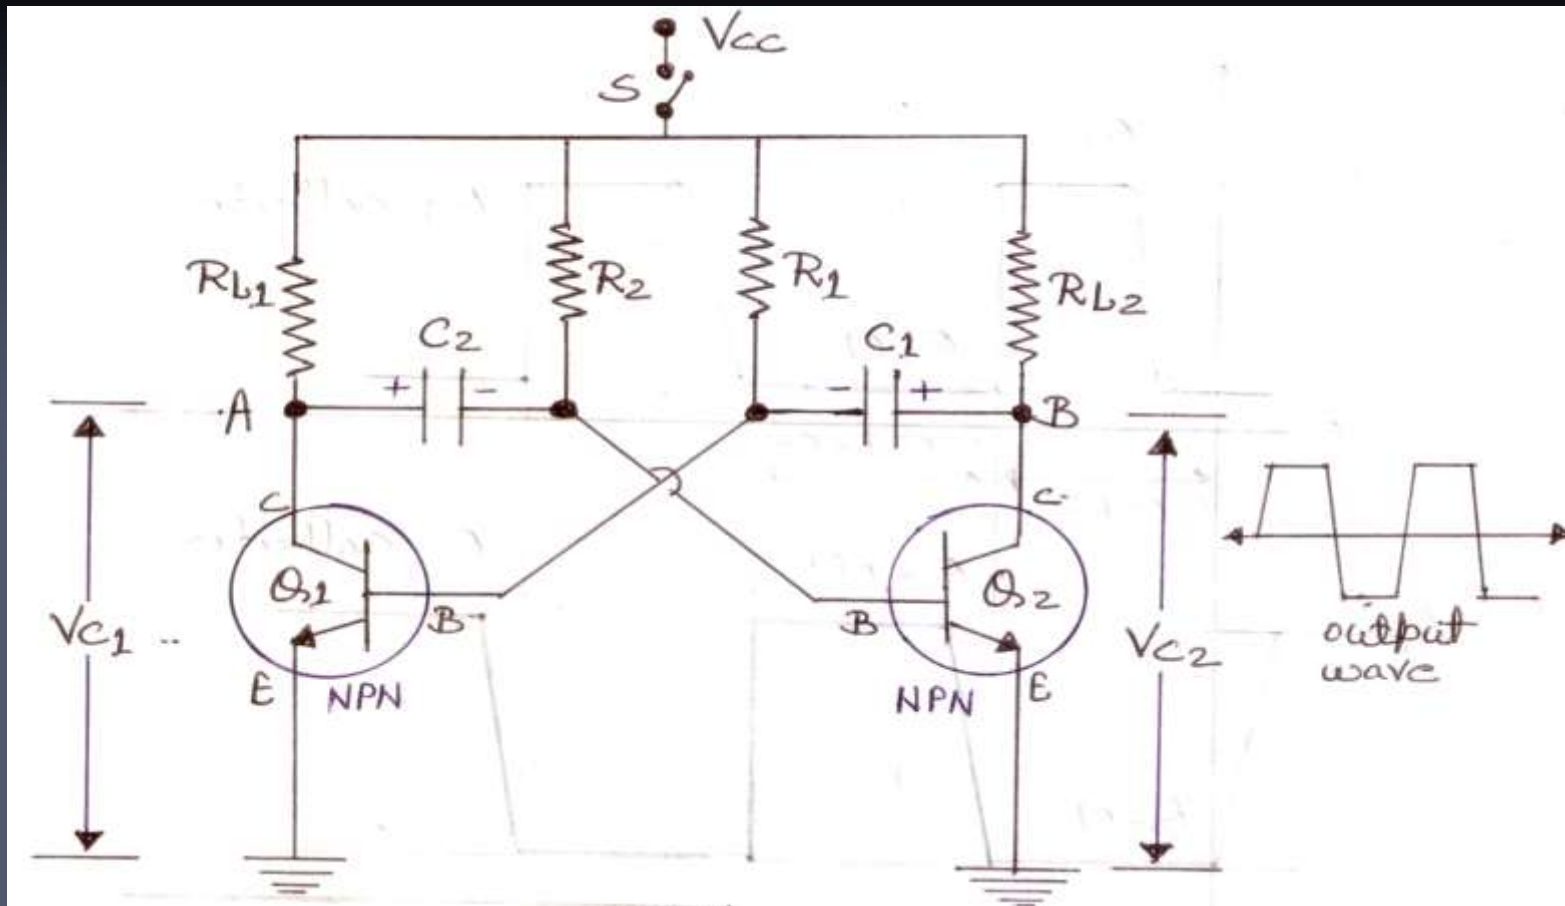 Vcc
S
RL1
R2
R1
RL2
C2
C1
+
-
-
+
A
B
C
C
Q1
Q2
B
B
Vc1
Vc2
E
NPN
NPN
E
output
wave